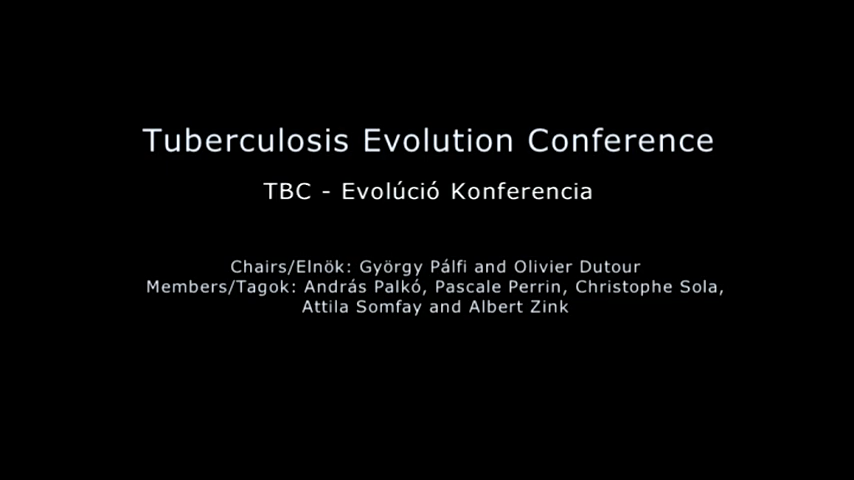 Tuberculosis Evolution Conference
TBC - Evolúció Konferencia
Chairs/Elnök: György Pálfi and Olivier Dutour
Members/Tagok: András Palkó, Pascale Perrin, Christophe Sola,
Attila Somfay and Albert Zink